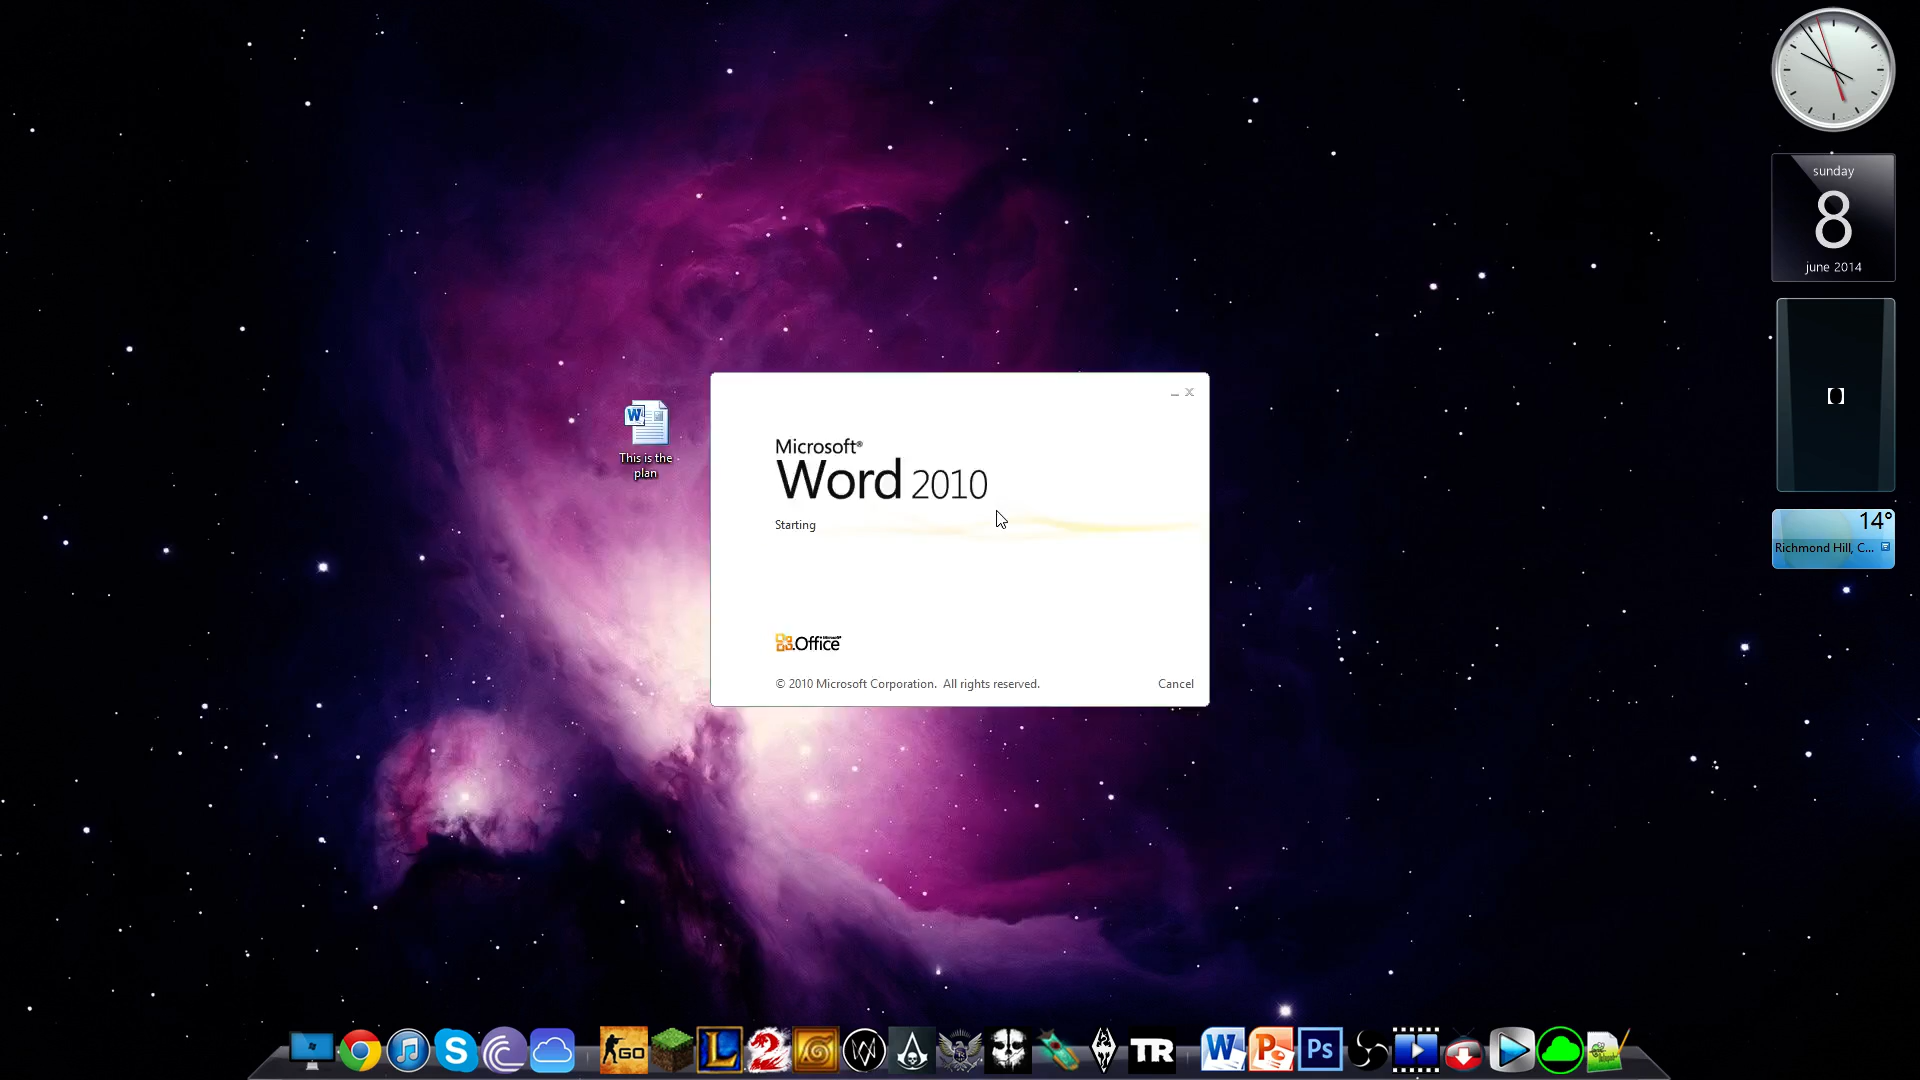 sunday
8
june 2014
14°
Richmond Hill, C...
This is the
plan
Microsoft®
Word 2010
Starting
Office
© 2010 Microsoft Corporation. All rights reserved.
Cancel
S
GO
L
2
TR
W
P
Ps